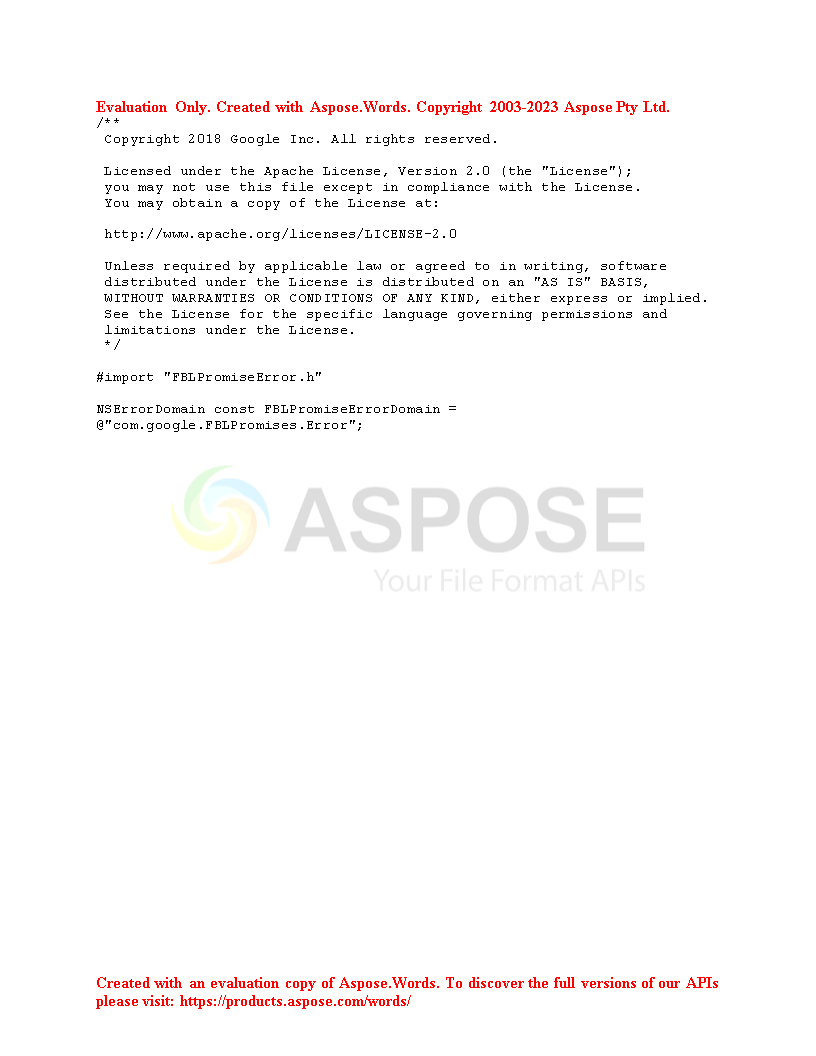 Evaluation Only. Created with Aspose.Words. Copyright 2003-2023 Aspose Pty Ltd.
/**
 Copyright 2018 Google Inc. All rights reserved.

 Licensed under the Apache License, Version 2.0 (the "License");
 you may not use this file except in compliance with the License.
 You may obtain a copy of the License at:

 http://www.apache.org/licenses/LICENSE-2.0

 Unless required by applicable law or agreed to in writing, software
 distributed under the License is distributed on an "AS IS" BASIS,
 WITHOUT WARRANTIES OR CONDITIONS OF ANY KIND, either express or implied.
 See the License for the specific language governing permissions and
 limitations under the License.
 */

#import "FBLPromiseError.h"

NSErrorDomain const FBLPromiseErrorDomain =
@"com.google.FBLPromises.Error";
ASPOSE
Your File Format APIs
Created with an evaluation copy of Aspose.Words. To discover the full versions of our APIs
please visit: https://products.aspose.com/words/